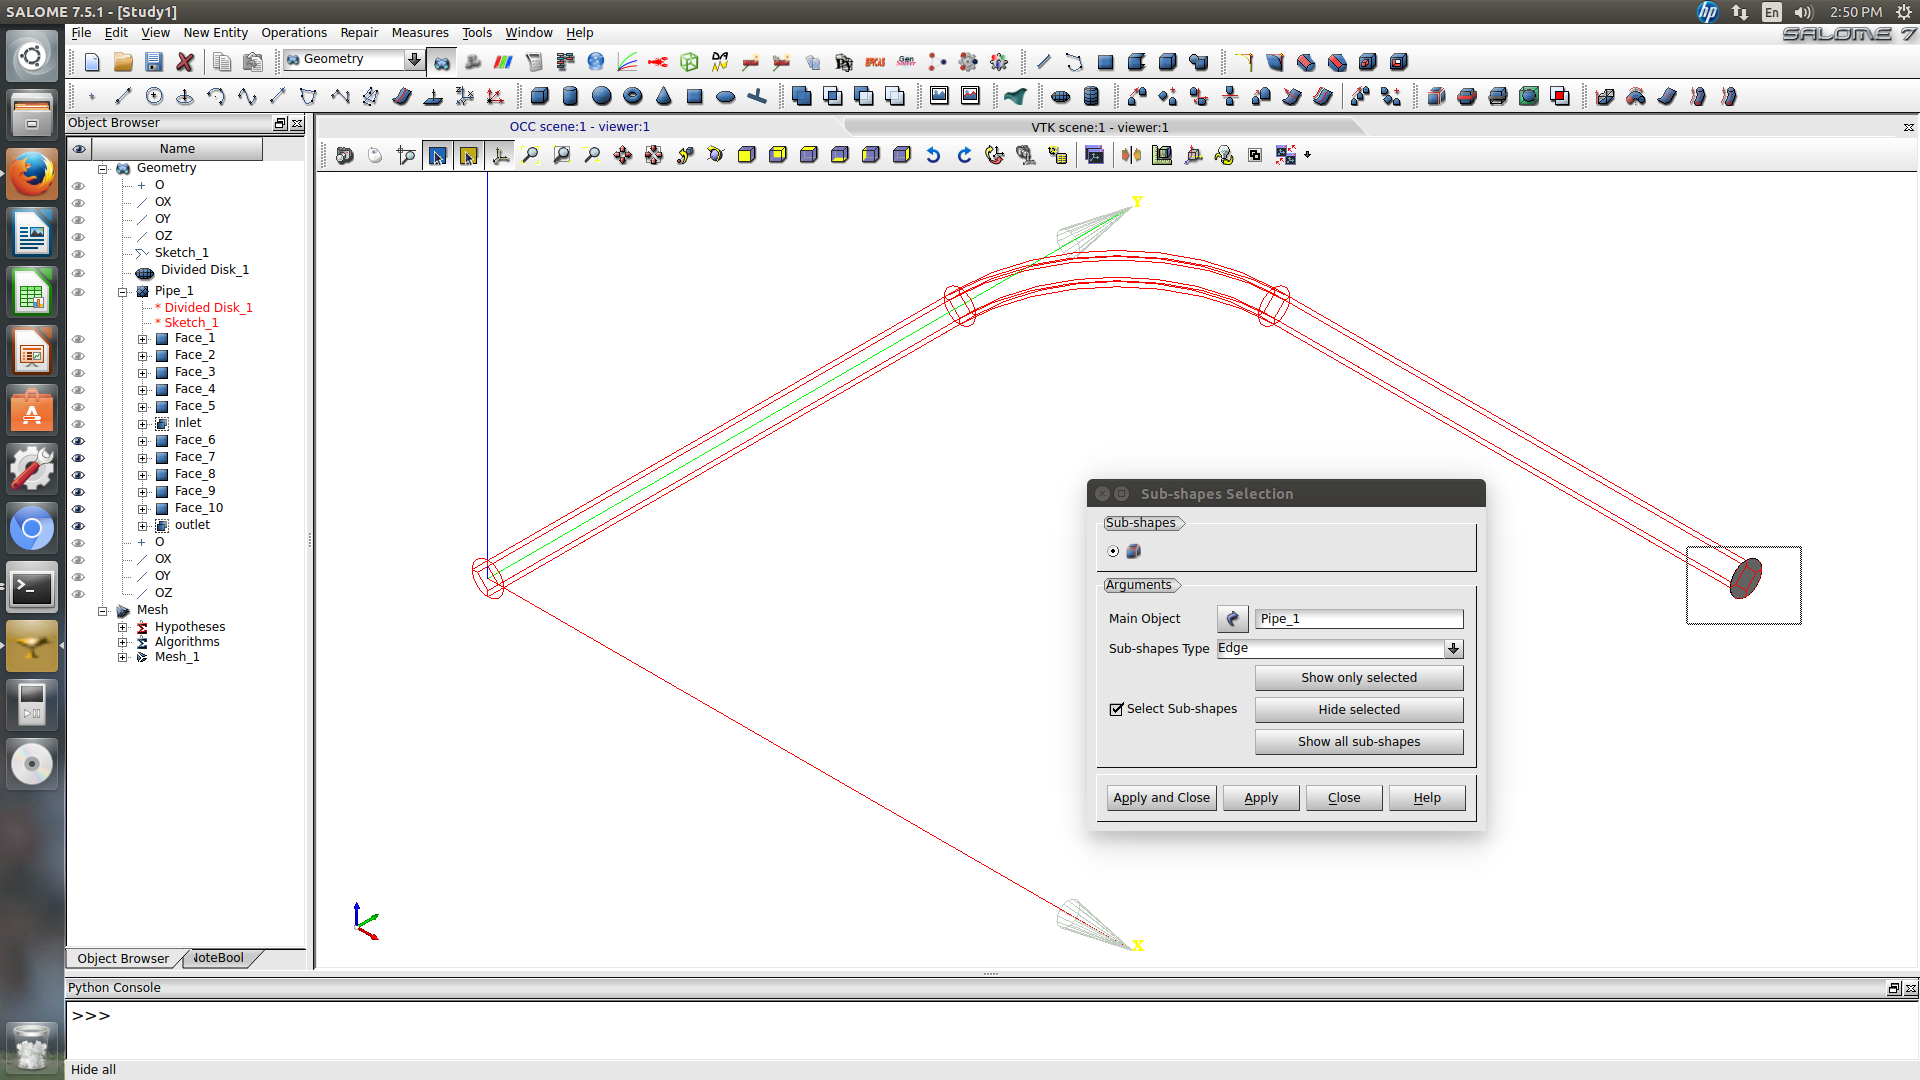 SALOME 7.5.1 - [Study1]
En
2:50 PM
File Edit View New Entity Operations Repair Measures Tools Window Help
SALOME 7
Geometry
Object Browser
OCC scene:1 - viewer:1
VTK scene:1 - viewer:1
Name
Geometry
O
OX
OY
OZ
Sketch_1
Divided Disk_1
Pipe_1
* Divided Disk_1
* Sketch_1
Face_1
Face_2
Face_3
Face_4
Face_5
Inlet
Face_6
Face_7
Face_8
Face_9
Face_10
outlet
O
OX
OY
OZ
Mesh
Hypotheses
Algorithms
Mesh_1
Y
X
Sub-shapes Selection
Sub-shapes
Arguments
Main Object
Pipe_1
Sub-shapes Type
Edge
Show only selected
Select Sub-shapes
Hide selected
Show all sub-shapes
Apply and Close
Apply
Close
Help
Object Browser
NoteBool
Python Console
>>>
Hide all